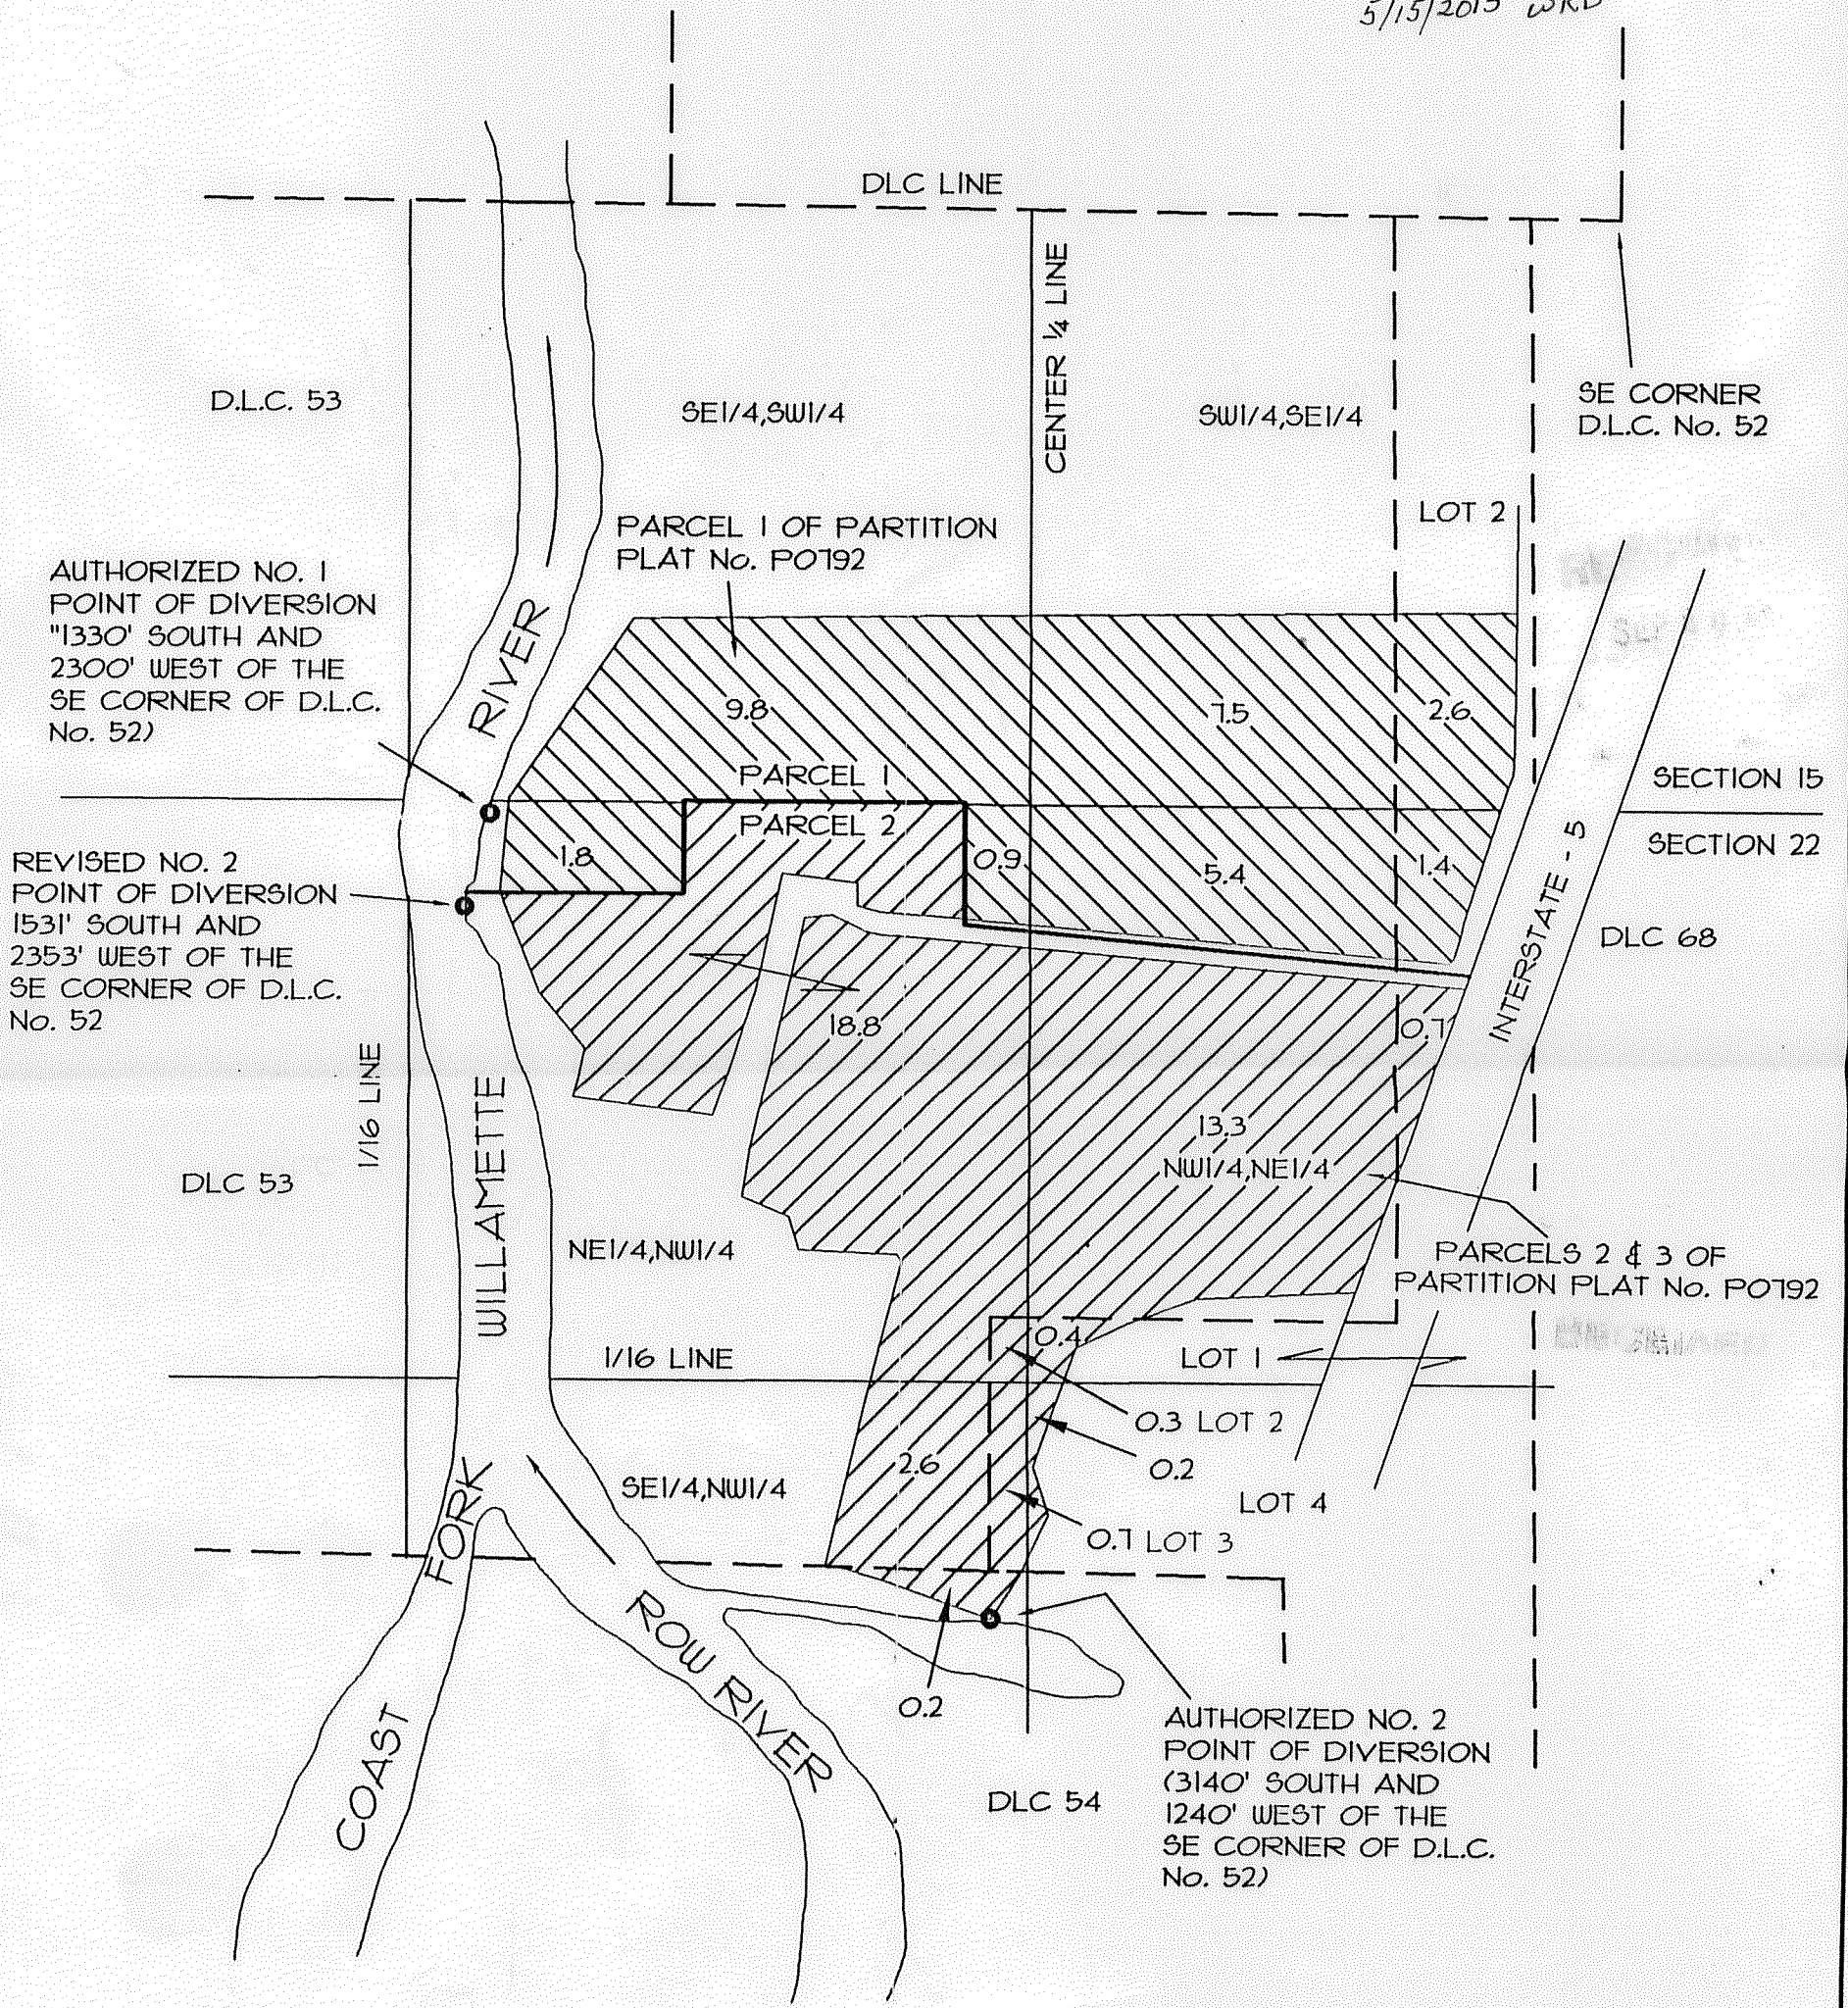 5/15/2015 WRD
DLC LINE
CENTER 1/4 LINE
D.L.C. 53
SE1/4,SW1/4
SW1/4,SE1/4
SE CORNER
D.L.C. No. 52
LOT 2
PARCEL 1 OF PARTITION
PLAT No. PO792
AUTHORIZED NO. 1
POINT OF DIVERSION
"1330' SOUTH AND
2300' WEST OF THE
SE CORNER OF D.L.C.
No. 52)
RIVER
9.8
7.5
2.6
PARCEL 1
SECTION 15
PARCEL 2
SECTION 22
REVISED NO. 2
POINT OF DIVERSION
1531' SOUTH AND
2353' WEST OF THE
SE CORNER OF D.L.C.
No. 52
1.8
0.9
5.4
1.4
INTERSTATE - 5
DLC 68
18.8
0.7
1/16 LINE
WILLAMETTE
13.3
NW1/4,NE1/4
DLC 53
NE1/4,NW1/4
PARCELS 2 & 3 OF
PARTITION PLAT No. PO792
0.4
1/16 LINE
LOT 1
0.3 LOT 2
0.2
2.6
SE1/4,NW1/4
LOT 4
0.7 LOT 3
FORK
ROW RIVER
0.2
COAST
AUTHORIZED NO. 2
POINT OF DIVERSION
(3140' SOUTH AND
1240' WEST OF THE
SE CORNER OF D.L.C.
No. 52)
DLC 54